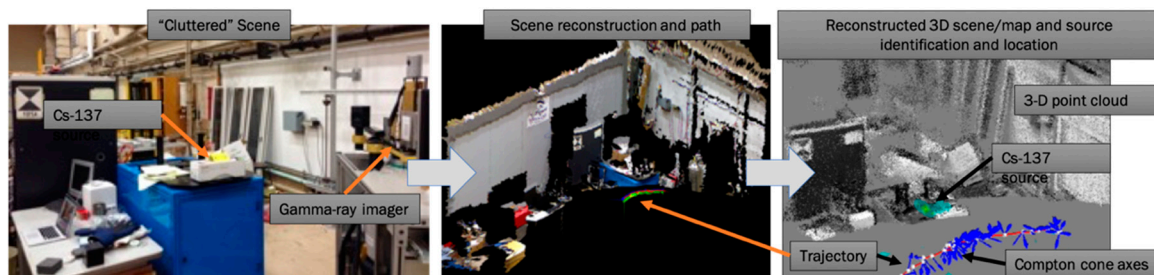 “Cluttered” Scene
Scene reconstruction and path
Reconstructed 3D scene/map and source
identification and location
Cs-137
source
Gamma-ray imager
3-D point cloud
Cs-137
source
Trajectory
Compton cone axes